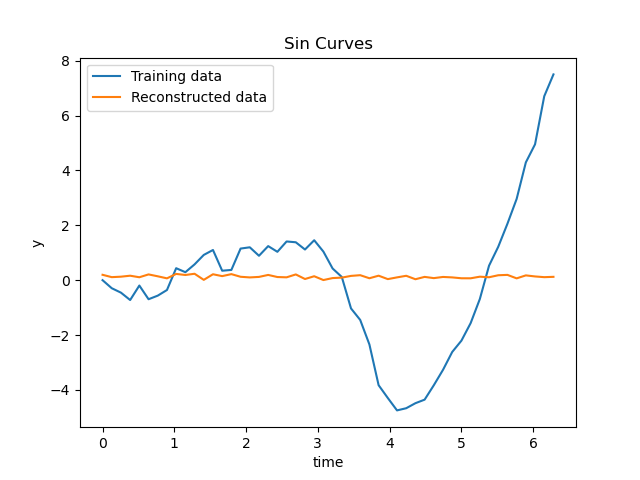 Sin Curves
Training data
Reconstructed data
8
6
4
2
0
−2
−4
y
0 1 2 3 4 5 6
time